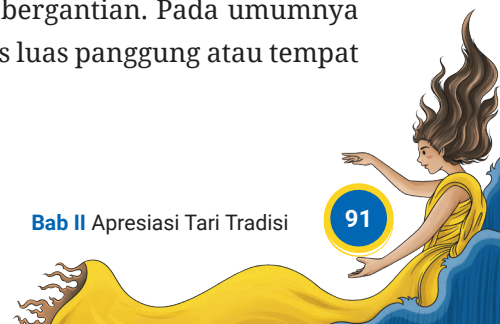 bergantian. Pada umumnya
luas panggung atau tempat
Bab II Apresiasi Tari Tradisi
91